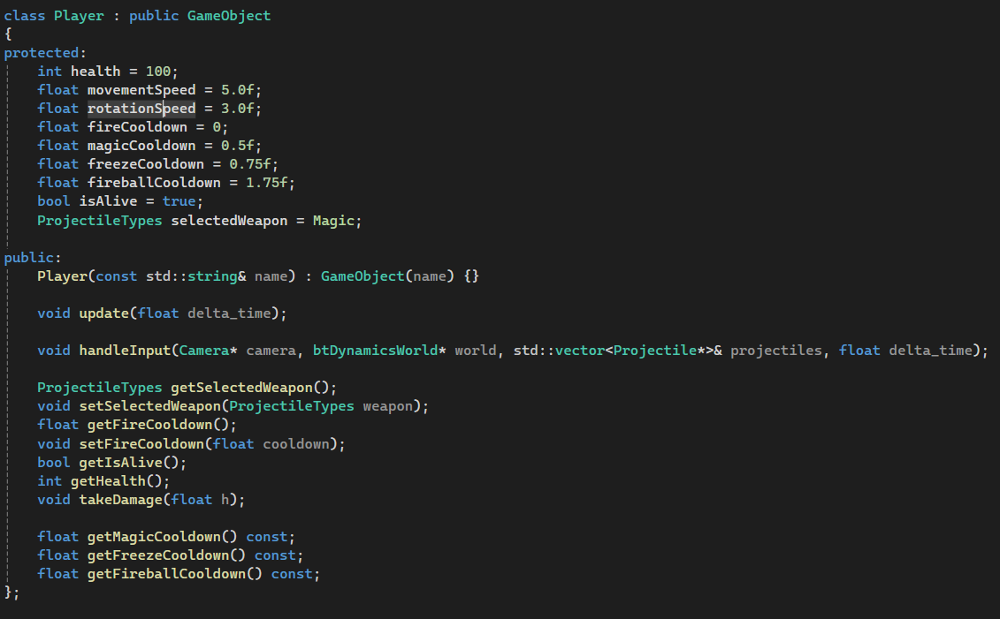 class Player : public GameObject
{
protected:
    int health = 100;
    float movementSpeed = 5.0f;
    float rotationSpeed = 3.0f;
    float fireCooldown = 0;
    float magicCooldown = 0.5f;
    float freezeCooldown = 0.75f;
    float fireballCooldown = 1.75f;
    bool isAlive = true;
    ProjectileTypes selectedWeapon = Magic;

public:
    Player(const std::string& name) : GameObject(name) {}

    void update(float delta_time);

    void handleInput(Camera* camera, btDynamicsWorld* world, std::vector<Projectile*>& projectiles, float delta_time);

    ProjectileTypes getSelectedWeapon();
    void setSelectedWeapon(ProjectileTypes weapon);
    float getFireCooldown();
    void setFireCooldown(float cooldown);
    bool getIsAlive();
    int getHealth();
    void takeDamage(float h);

    float getMagicCooldown() const;
    float getFreezeCooldown() const;
    float getFireballCooldown() const;
};